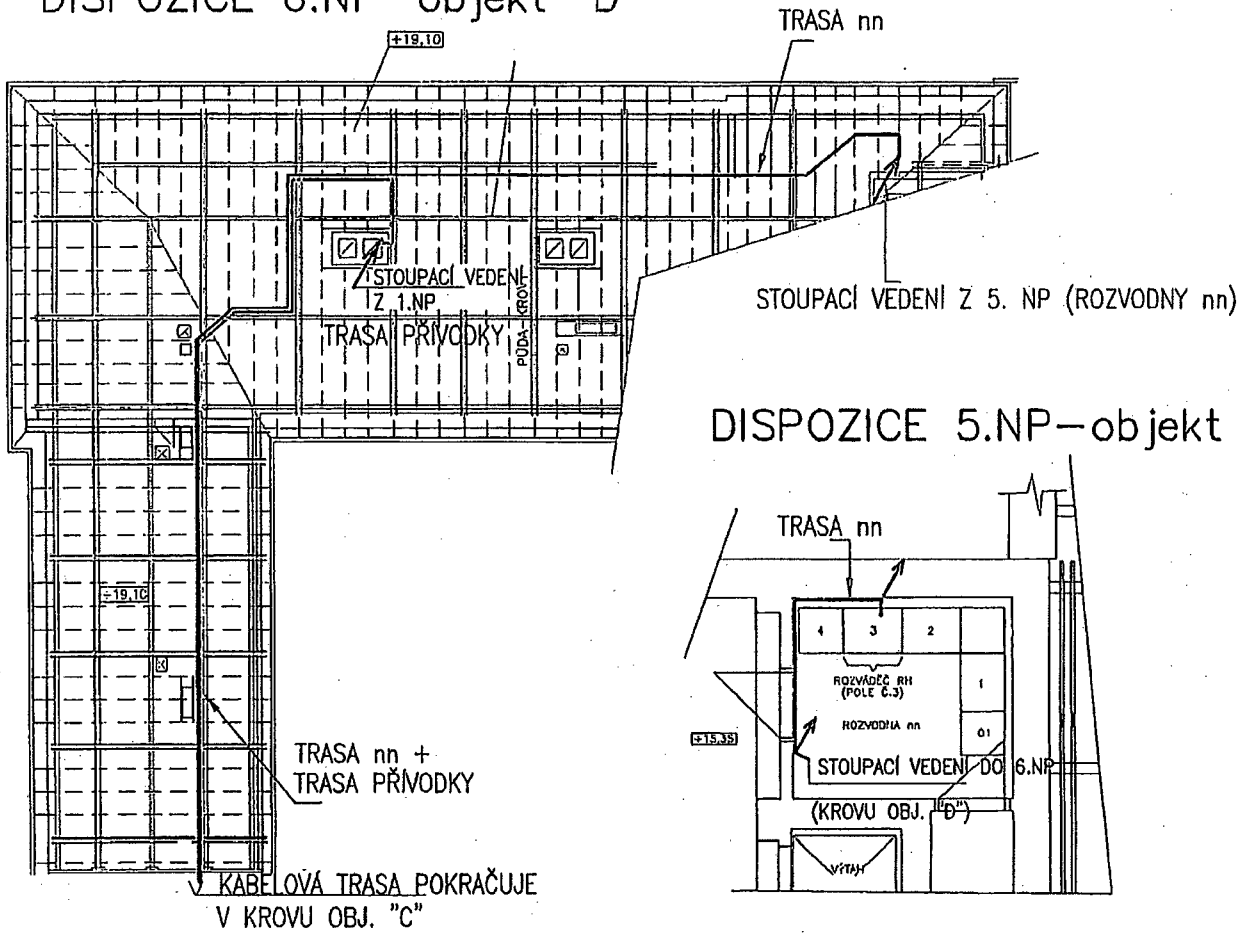 DISPOZICE 6.NP objekt "D"
TRASA nn
+19,10
STOUPACÍ VEDENÍ
Z 1.NP
TRASA PŘÍVODKY
PŮDA-KROV
STOUPACÍ VEDENÍ Z 5. NP (ROZVODNY nn)
DISPOZICE 5.NP-objekt
TRASA nn
4
3
2
ROZVÁDĚČ RH
(POLE Č.3)
1
ROZVODNA nn
01
+19,10
+15,35
STOUPACÍ VEDENÍ DO 6.NP
(KROVU OBJ. "D")
TRASA nn +
TRASA PŘÍVODKY
VÝTAH
KABELOVÁ TRASA POKRAČUJE
V KROVU OBJ. "C"